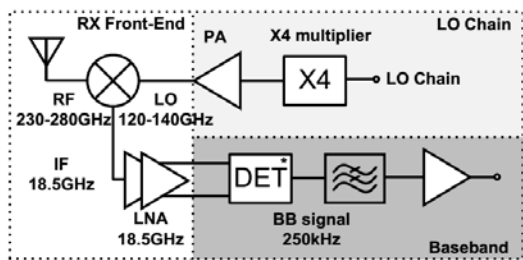 RX Front-End
PA
X4 multiplier
LO Chain
X4
LO Chain
RF
LO
230-280GHz
120-140GHz
IF
18.5GHz
LNA
18.5GHz
DET*
BB signal
250kHz
Baseband